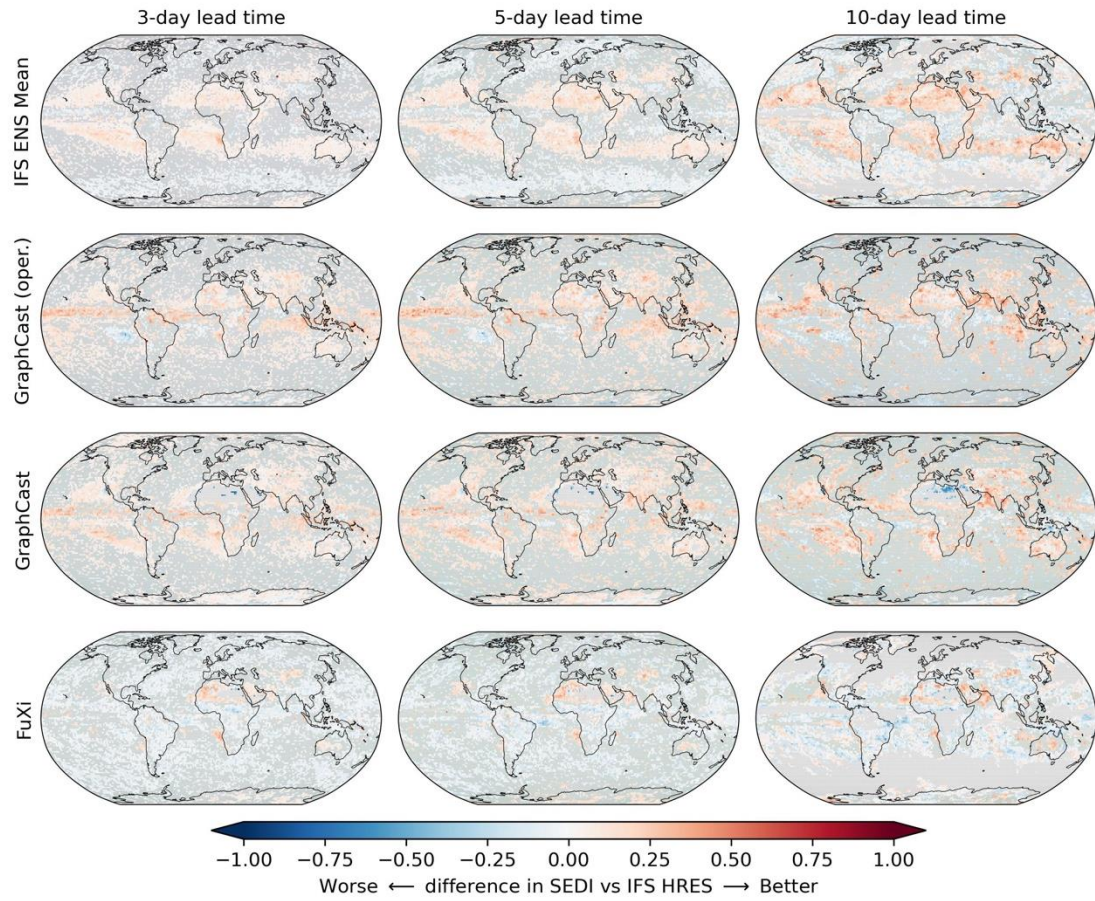 3-day lead time 5-day lead time 10-day lead time
IFS ENS Mean
GraphCast (oper.)
GraphCast
FuXi
−1.00 −0.75 −0.50 −0.25 0.00 0.25 0.50 0.75 1.00
Worse ← difference in SEDI vs IFS HRES → Better